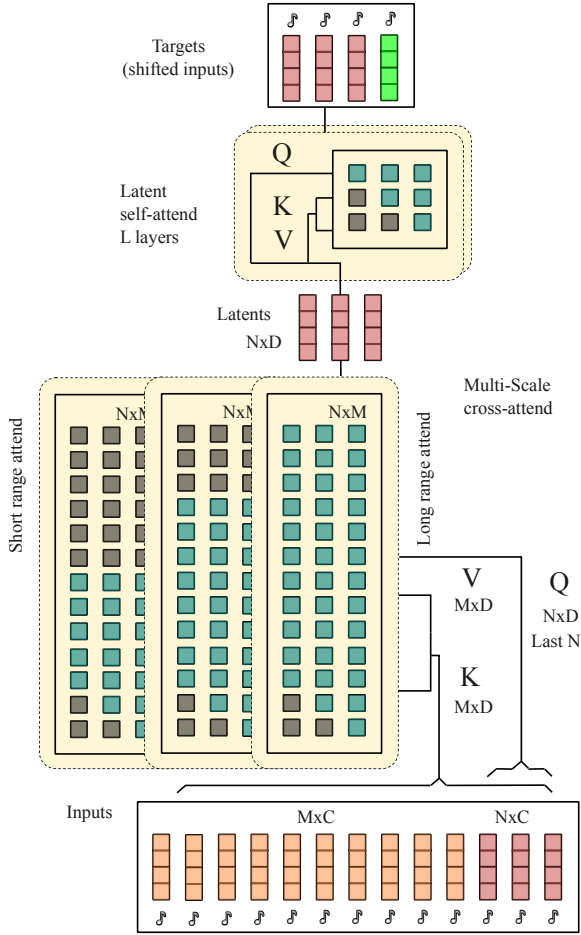 Targets
(shifted inputs)
Q
Latent
self-attend
L layers
K
V
Latents
NxD
Multi-Scale
cross-attend
Short range attend
NxM
NxM
NxM
Long range attend
V
MxD
Q
NxD
Last N
K
MxD
Inputs
MxC
NxC